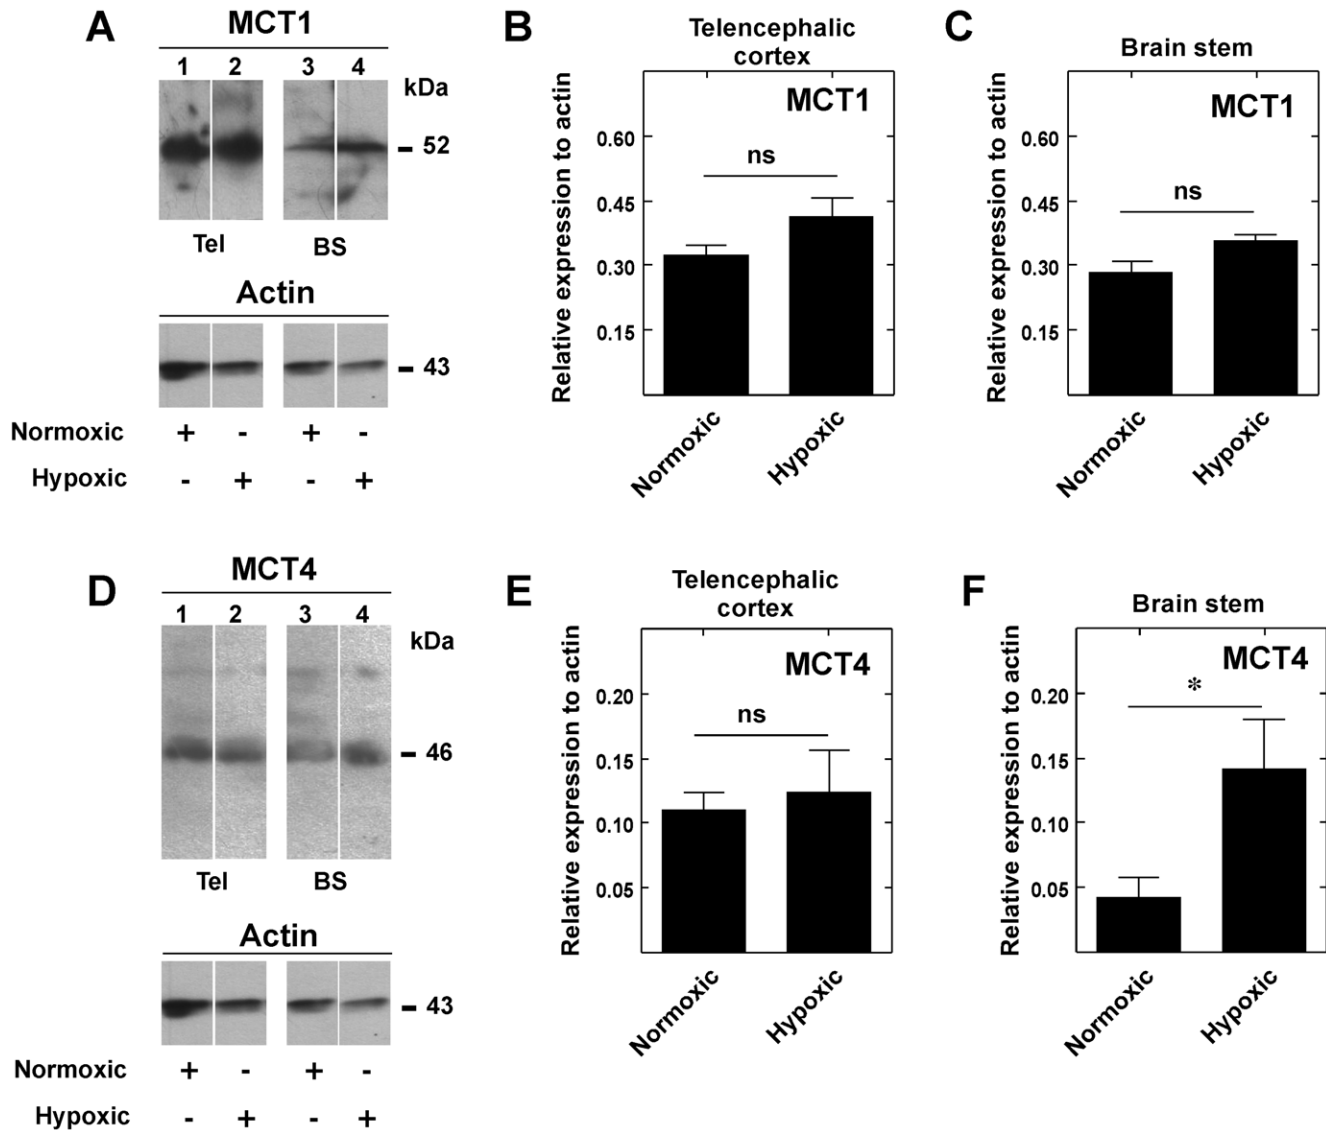 A
MCT1
1 2 3 4
kDa
- 52
Tel BS
Actin
- 43
Normoxic + - + -
Hypoxic - + - +
B
Telencephalic
cortex
MCT1
Relative expression to actin
0.60
0.45
0.30
0.15
ns
Normoxic
Hypoxic
C
Brain stem
MCT1
Relative expression to actin
0.60
0.45
0.30
0.15
ns
Normoxic
Hypoxic
D
MCT4
1 2 3 4
kDa
- 46
Tel BS
Actin
- 43
Normoxic + - + -
Hypoxic - + - +
E
Telencephalic
cortex
MCT4
Relative expression to actin
0.20
0.15
0.10
0.05
ns
Normoxic
Hypoxic
F
Brain stem
MCT4
Relative expression to actin
0.20
0.15
0.10
0.05
*
Normoxic
Hypoxic